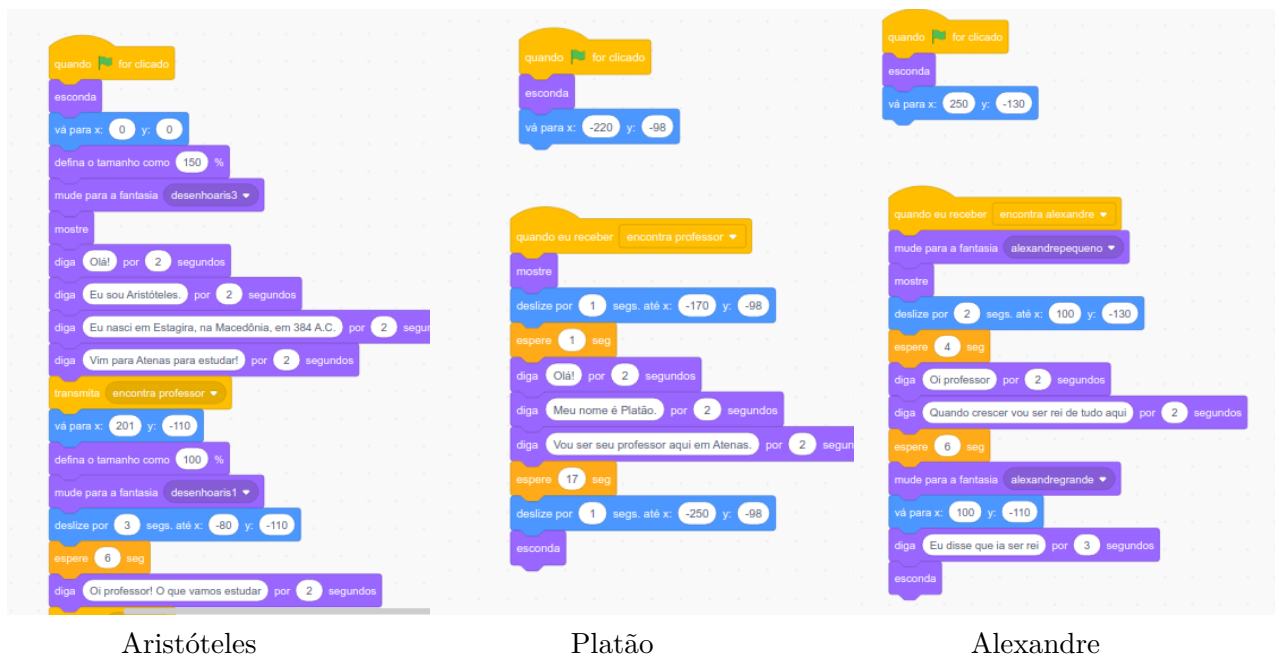 quando for clicado
esconda
vá para x: 0 y: 0
defina o tamanho como 150 %
mude para a fantasia desenhoaris3
mostre
diga Olá! por 2 segundos
diga Eu sou Aristóteles. por 2 segundos
diga Eu nasci em Estagira, na Macedônia, em 384 A.C. por 2 segun
diga Vim para Atenas para estudar! por 2 segundos
transmita encontra professor
vá para x: 201 y: -110
defina o tamanho como 100 %
mude para a fantasia desenhoaris1
deslize por 3 segs. até x: -80 y: -110
espere 6 seg
diga Oi professor! O que vamos estudar por 2 segundos
Aristóteles
quando for clicado
esconda
vá para x: -220 y: -98
quando eu receber encontra professor
mostre
deslize por 1 segs. até x: -170 y: -98
espere 1 seg
diga Olá! por 2 segundos
diga Meu nome é Platão. por 2 segundos
diga Vou ser seu professor aqui em Atenas. por 2 segun
espere 17 seg
deslize por 1 segs. até x: -250 y: -98
esconda
Platão
quando for clicado
esconda
vá para x: 250 y: -130
quando eu receber encontra alexandre
mude para a fantasia alexandrepequeno
mostre
deslize por 2 segs. até x: 100 y: -130
espere 4 seg
diga Oi professor por 2 segundos
diga Quando crescer vou ser rei de tudo aqui por 2 segundos
espere 6 seg
mude para a fantasia alexandregrande
vá para x: 100 y: -110
diga Eu disse que ia ser rei por 3 segundos
esconda
Alexandre